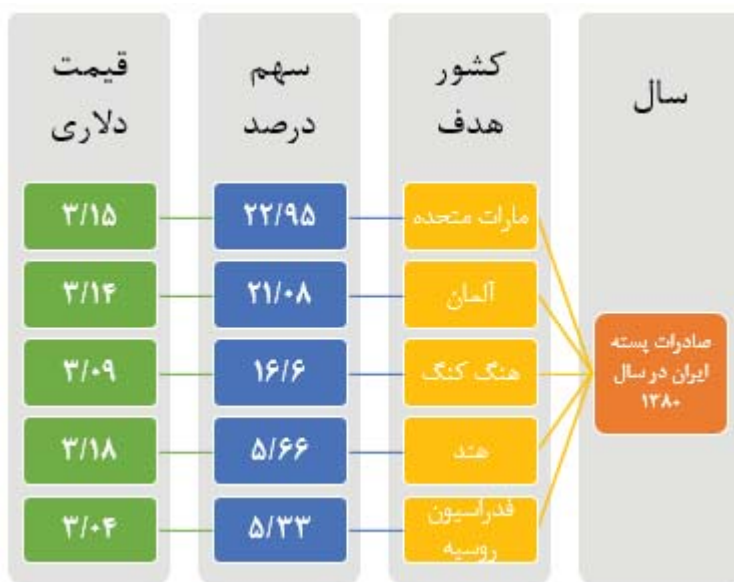 سال
کشور
هدف
سهم
درصد
قیمت
دلاری
صادرات پسته
ایران در سال
۱۳۸۰
مارات متحده
۲۲/۹۵
۳/۱۵
آلمان
۲۱/۰۸
۳/۱۴
هنگ کنگ
۱۶/۶
۳/۰۹
هند
۵/۶۶
۳/۱۸
فدراسیون
روسیه
۵/۳۳
۳/۰۴